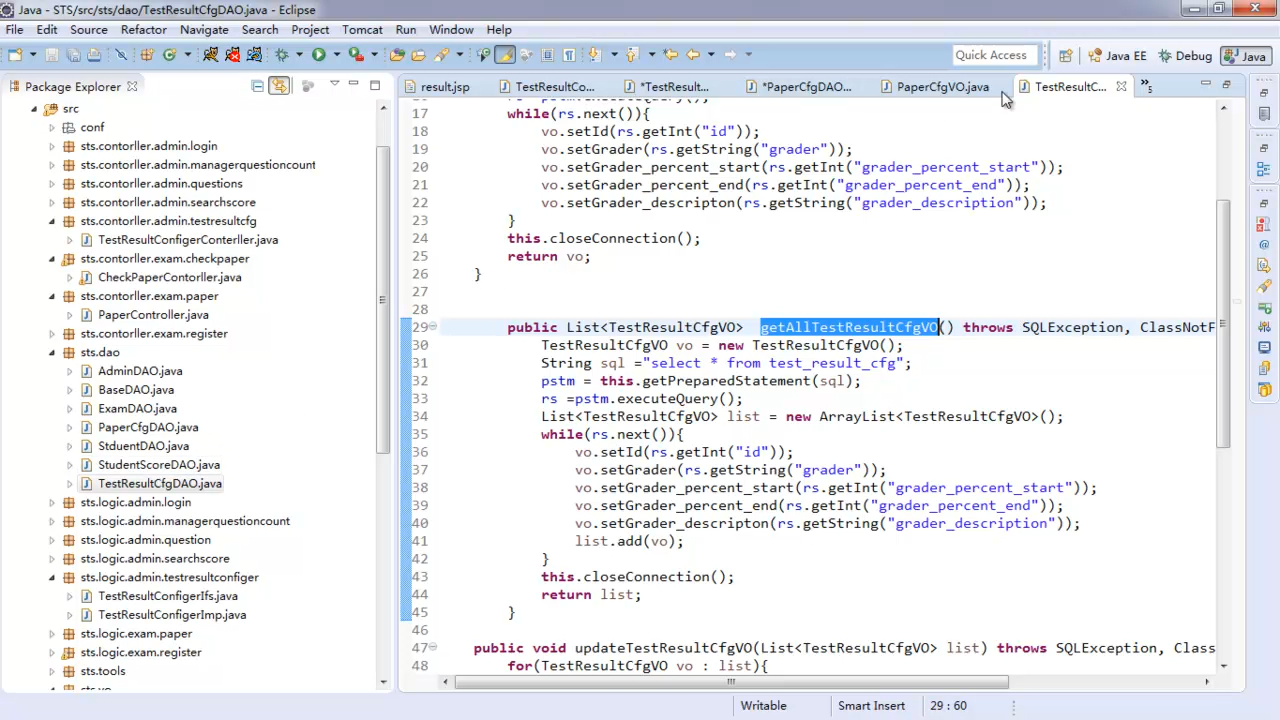 Java - STS/src/sts/dao/TestResultCfgDAO.java - Eclipse
File Edit Source Refactor Navigate Search Project Tomcat Run Window Help
Quick Access Java EE Debug Java
Package Explorer
result.jsp TestResultCo... *TestResult... *PaperCfgDAO... PaperCfgVO.java TestResultC... »5
src
conf
sts.contorller.admin.login
sts.contorller.admin.managerquestioncount
sts.contorller.admin.questions
sts.contorller.admin.searchscore
sts.contorller.admin.testresultcfg
TestResultConfigerConterller.java
sts.contorller.exam.checkpaper
CheckPaperContorller.java
sts.contorller.exam.paper
PaperController.java
sts.contorller.exam.register
sts.dao
AdminDAO.java
BaseDAO.java
ExamDAO.java
PaperCfgDAO.java
StduentDAO.java
StudentScoreDAO.java
TestResultCfgDAO.java
sts.logic.admin.login
sts.logic.admin.managerquestioncount
sts.logic.admin.question
sts.logic.admin.searchscore
sts.logic.admin.testresultconfiger
TestResultConfigerIfs.java
TestResultConfigerImp.java
sts.logic.exam.paper
sts.logic.exam.register
sts.tools
17 while(rs.next()){
18 vo.setId(rs.getInt("id"));
19 vo.setGrader(rs.getString("grader"));
20 vo.setGrader_percent_start(rs.getInt("grader_percent_start"));
21 vo.setGrader_percent_end(rs.getInt("grader_percent_end"));
22 vo.setGrader_descripton(rs.getString("grader_description"));
23 }
24 this.closeConnection();
25 return vo;
26 }
27
28
29 public List<TestResultCfgVO> getAllTestResultCfgVO() throws SQLException, ClassNotF
30 TestResultCfgVO vo = new TestResultCfgVO();
31 String sql ="select * from test_result_cfg";
32 pstm = this.getPreparedStatement(sql);
33 rs =pstm.executeQuery();
34 List<TestResultCfgVO> list = new ArrayList<TestResultCfgVO>();
35 while(rs.next()){
36 vo.setId(rs.getInt("id"));
37 vo.setGrader(rs.getString("grader"));
38 vo.setGrader_percent_start(rs.getInt("grader_percent_start"));
39 vo.setGrader_percent_end(rs.getInt("grader_percent_end"));
40 vo.setGrader_descripton(rs.getString("grader_description"));
41 list.add(vo);
42 }
43 this.closeConnection();
44 return list;
45 }
46
47 public void updateTestResultCfgVO(List<TestResultCfgVO> list) throws SQLException, Class
48 for(TestResultCfgVO vo : list){
Writable Smart Insert 29 : 60